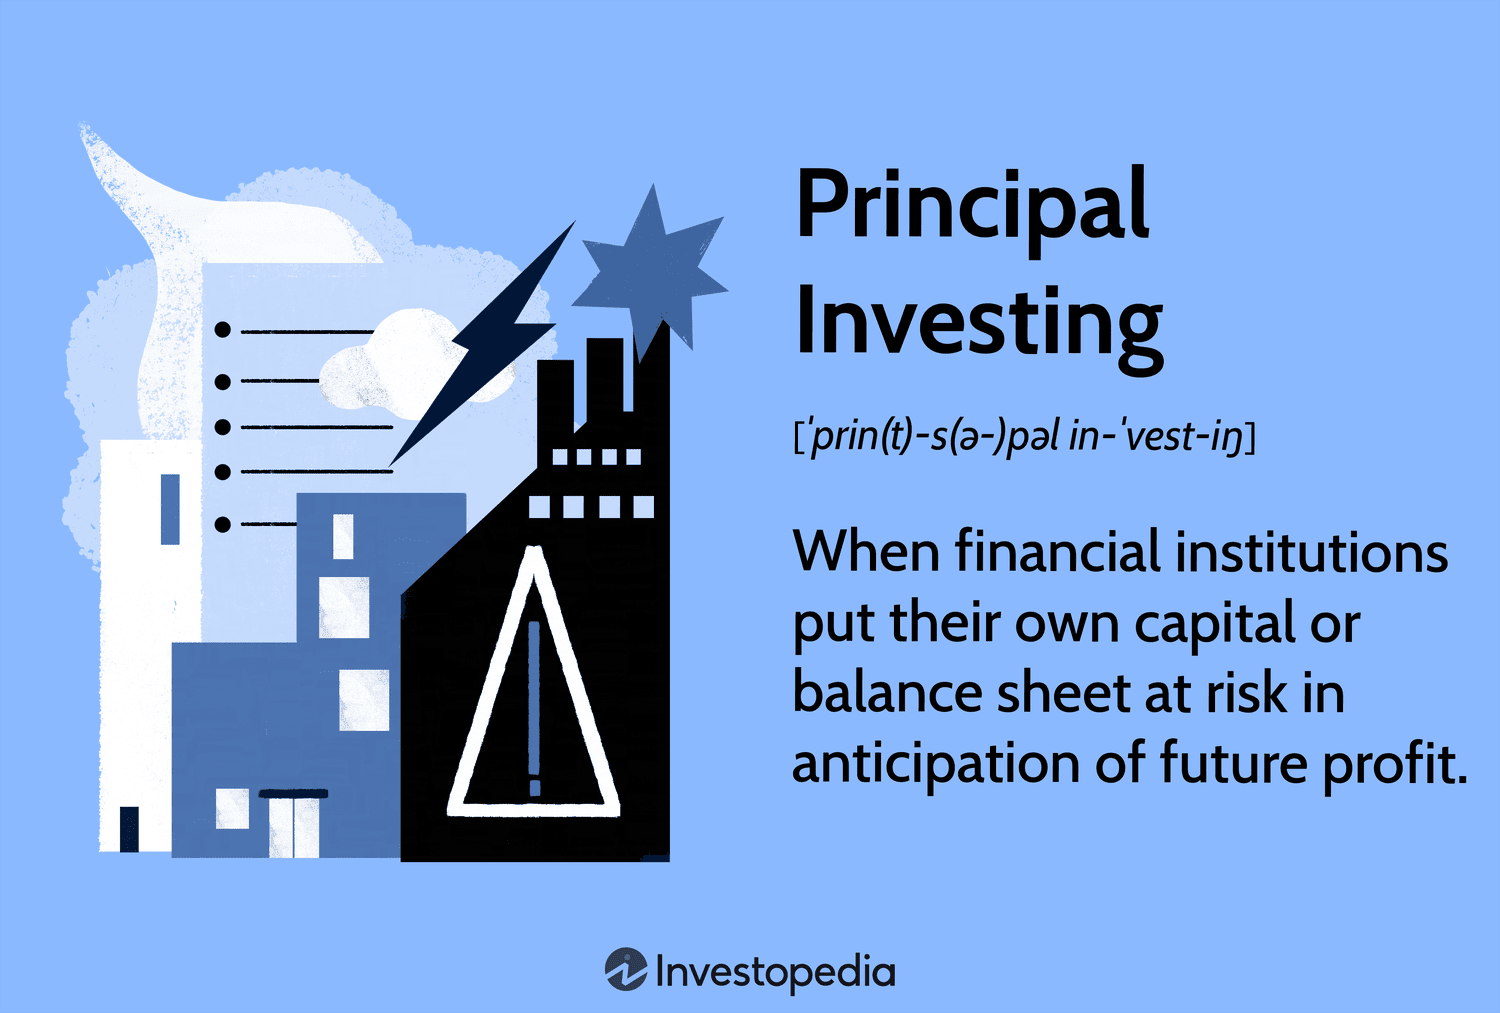 Principal
Investing
[ˈprin(t)-s(ə-)pəl in-ˈvest-iŋ]
When financial institutions
put their own capital or
balance sheet at risk in
anticipation of future profit.
Investopedia